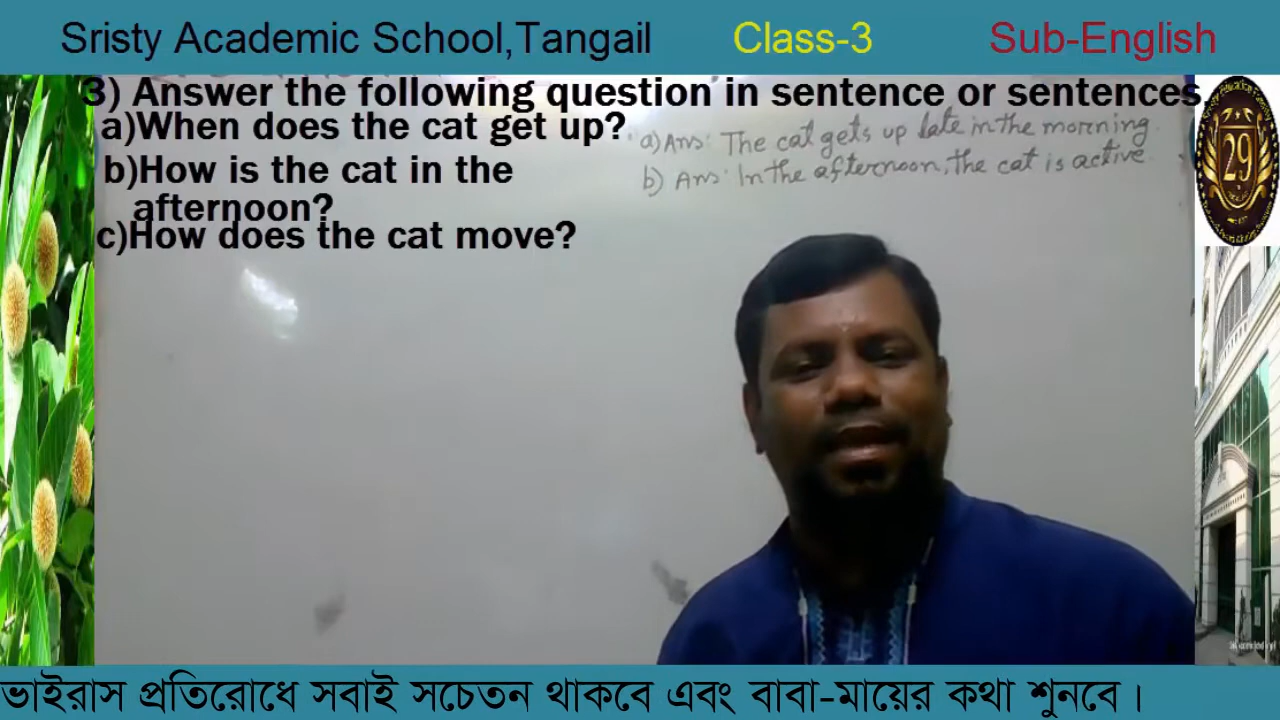 Sristy Academic School,Tangail Class-3 Sub-English
3) Answer the following question in sentence or sentences
a)When does the cat get up?
b)How is the cat in the
afternoon?
c)How does the cat move?
a) Ans: The cat gets up late in the morning.
b) Ans: In the afternoon, the cat is active
29
ভাইরাস প্রতিরোধে সবাই সচেতন থাকবে এবং বাবা-মায়ের কথা শুনবে।